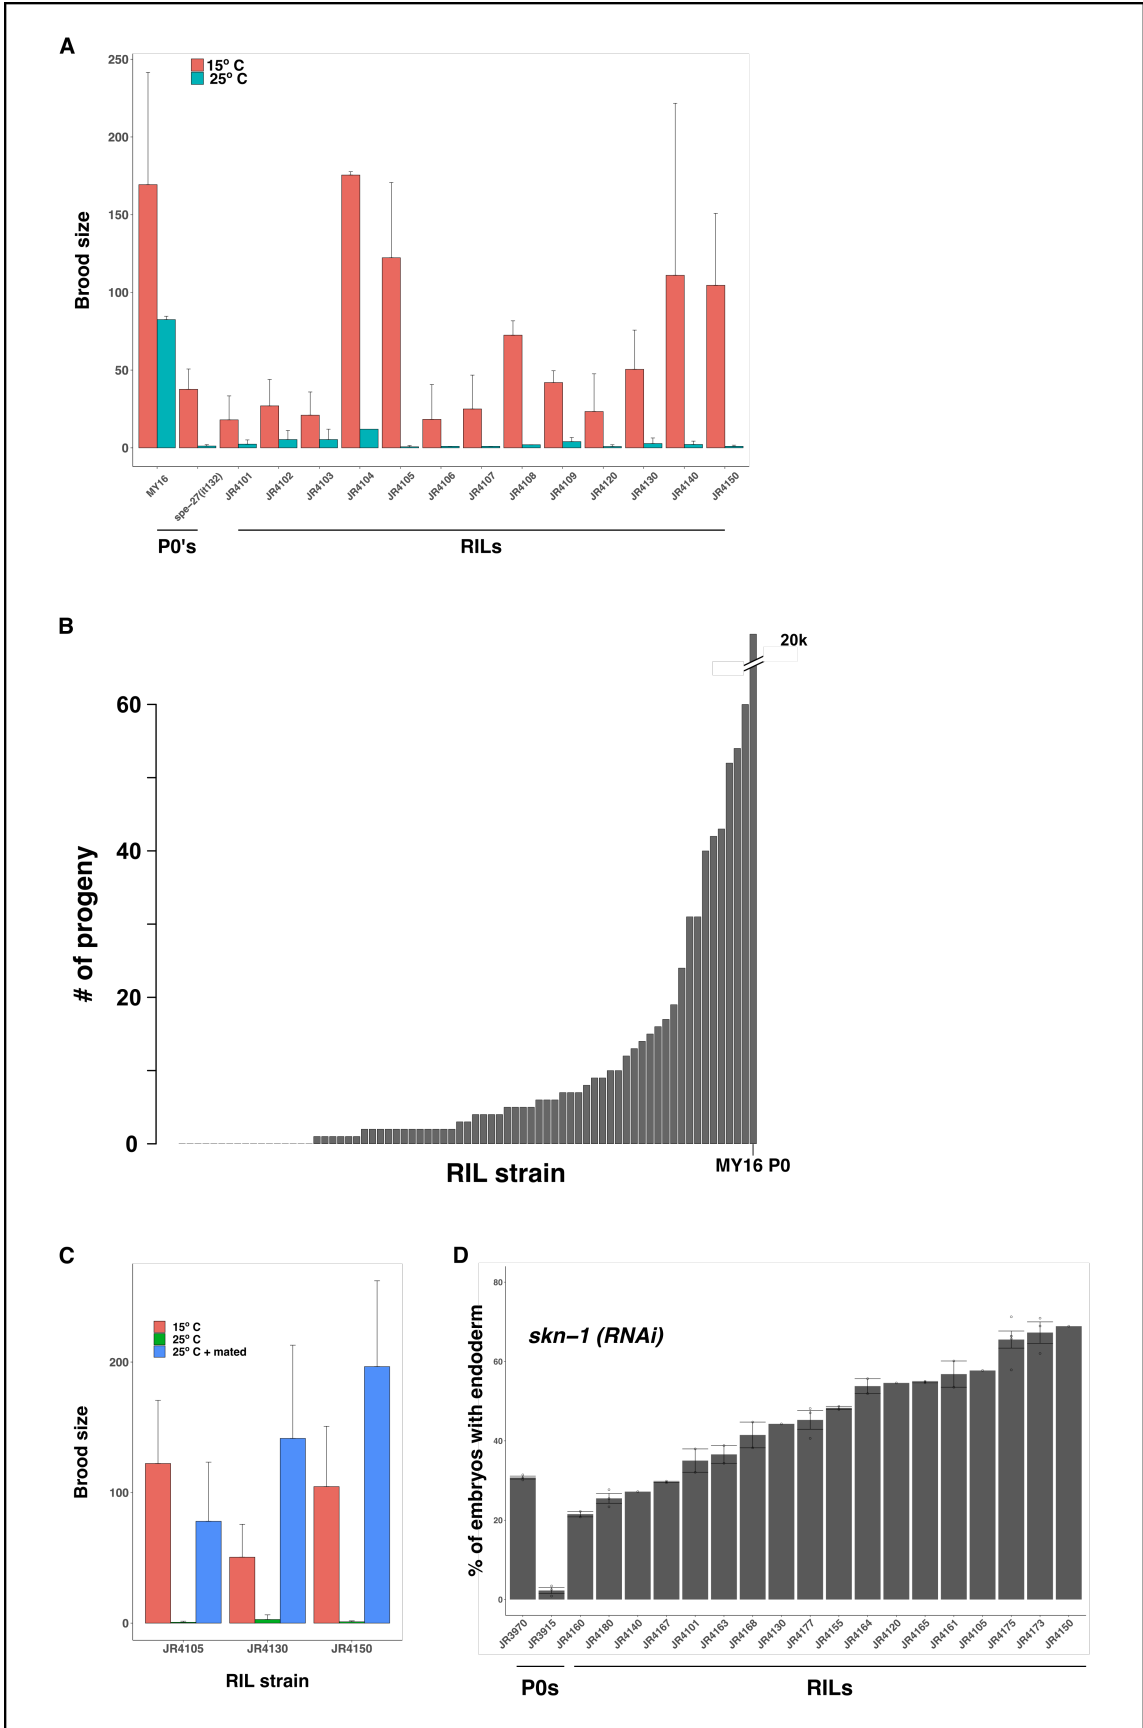 A
250
200
150
100
50
0
Brood size
15° C
25° C
MY16
spe-27(it132)
JR4101
JR4102
JR4103
JR4104
JR4105
JR4106
JR4107
JR4108
JR4109
JR4120
JR4130
JR4140
JR4150
P0's
RILs
B
20k
60
40
20
0
# of progeny
MY16 P0
RIL strain
C
200
100
0
Brood size
15° C
25° C
25° C + mated
JR4105
JR4130
JR4150
RIL strain
D
80
60
40
20
0
% of embryos with endoderm
skn-1 (RNAi)
JR3970
JR3915
JR4160
JR4180
JR4140
JR4167
JR4101
JR4163
JR4168
JR4130
JR4177
JR4155
JR4164
JR4120
JR4165
JR4161
JR4105
JR4175
JR4173
JR4150
P0s
RILs